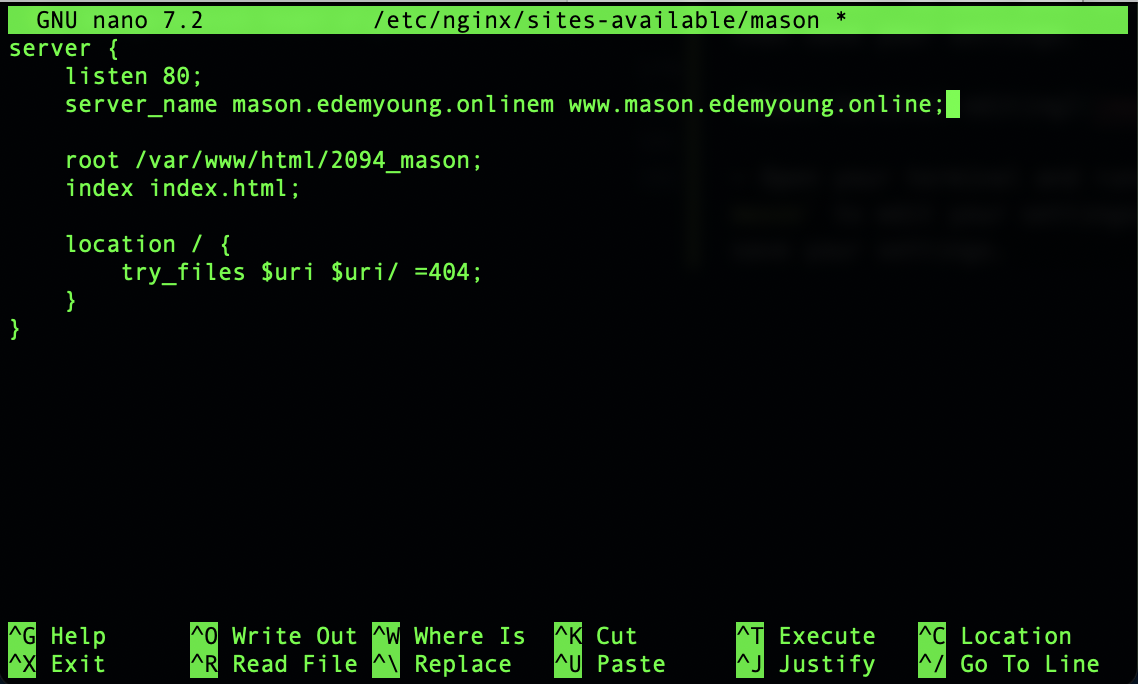 GNU nano 7.2 /etc/nginx/sites-available/mason *
server {
listen 80;
server_name mason.edemyoung.onlinem www.mason.edemyoung.online;
root /var/www/html/2094_mason;
index index.html;
location / {
try_files $uri $uri/ =404;
}
}
^G Help ^O Write Out ^W Where Is ^K Cut ^T Execute ^C Location
^X Exit ^R Read File ^\ Replace ^U Paste ^J Justify ^/ Go To Line